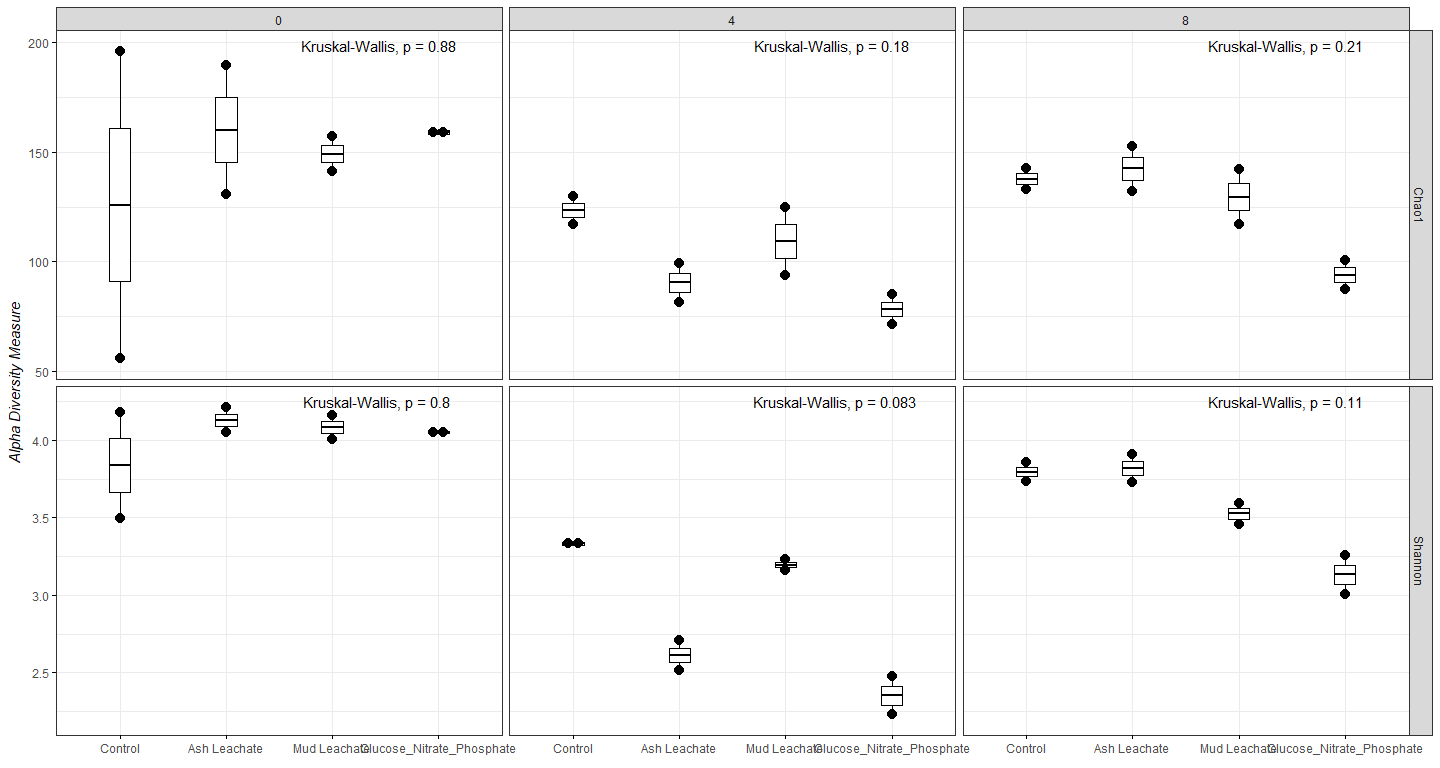 0
4
8
Kruskal-Wallis, p = 0.88
Kruskal-Wallis, p = 0.18
Kruskal-Wallis, p = 0.21
200
150
100
50
Chao1
Alpha Diversity Measure
Kruskal-Wallis, p = 0.8
Kruskal-Wallis, p = 0.083
Kruskal-Wallis, p = 0.11
4.0
3.5
3.0
2.5
Shannon
Control Ash Leachate Mud Leachate Glucose_Nitrate_Phosphate
Control Ash Leachate Mud Leachate Glucose_Nitrate_Phosphate
Control Ash Leachate Mud Leachate Glucose_Nitrate_Phosphate